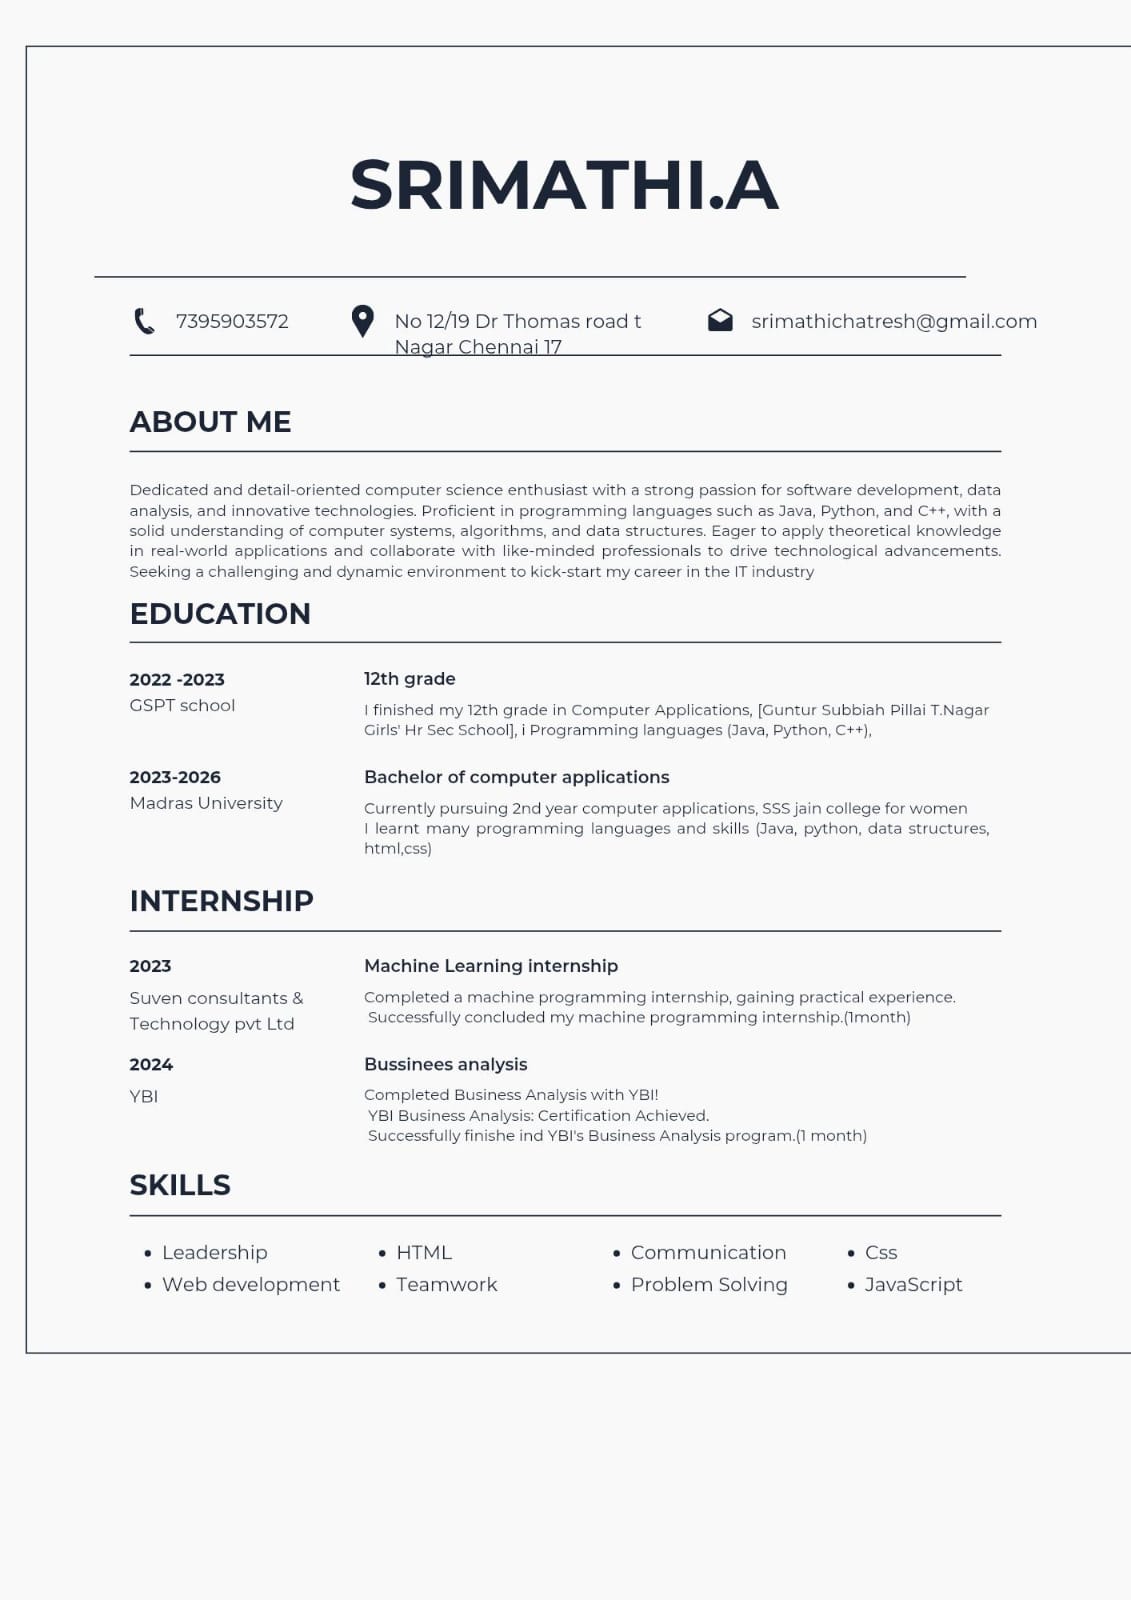 SRIMATHI.A
7395903572
No 12/19 Dr Thomas road t
Nagar Chennai 17
srimathichatresh@gmail.com
ABOUT ME
Dedicated and detail-oriented computer science enthusiast with a strong passion for software development, data
analysis, and innovative technologies. Proficient in programming languages such as Java, Python, and C++, with a
solid understanding of computer systems, algorithms, and data structures. Eager to apply theoretical knowledge
in real-world applications and collaborate with like-minded professionals to drive technological advancements.
Seeking a challenging and dynamic environment to kick-start my career in the IT industry
EDUCATION
2022 -2023
GSPT school
12th grade
I finished my 12th grade in Computer Applications, [Guntur Subbiah Pillai T.Nagar
Girls' Hr Sec School], i Programming languages (Java, Python, C++),
2023-2026
Madras University
Bachelor of computer applications
Currently pursuing 2nd year computer applications, SSS jain college for women
I learnt many programming languages and skills (Java, python, data structures,
html,css)
INTERNSHIP
2023
Suven consultants &
Technology pvt Ltd
Machine Learning internship
Completed a machine programming internship, gaining practical experience.
Successfully concluded my machine programming internship.(1month)
2024
YBI
Bussinees analysis
Completed Business Analysis with YBI!
YBI Business Analysis: Certification Achieved.
Successfully finishe ind YBI's Business Analysis program.(1 month)
SKILLS
• Leadership
• Web development
• HTML
• Teamwork
• Communication
• Problem Solving
• Css
• JavaScript